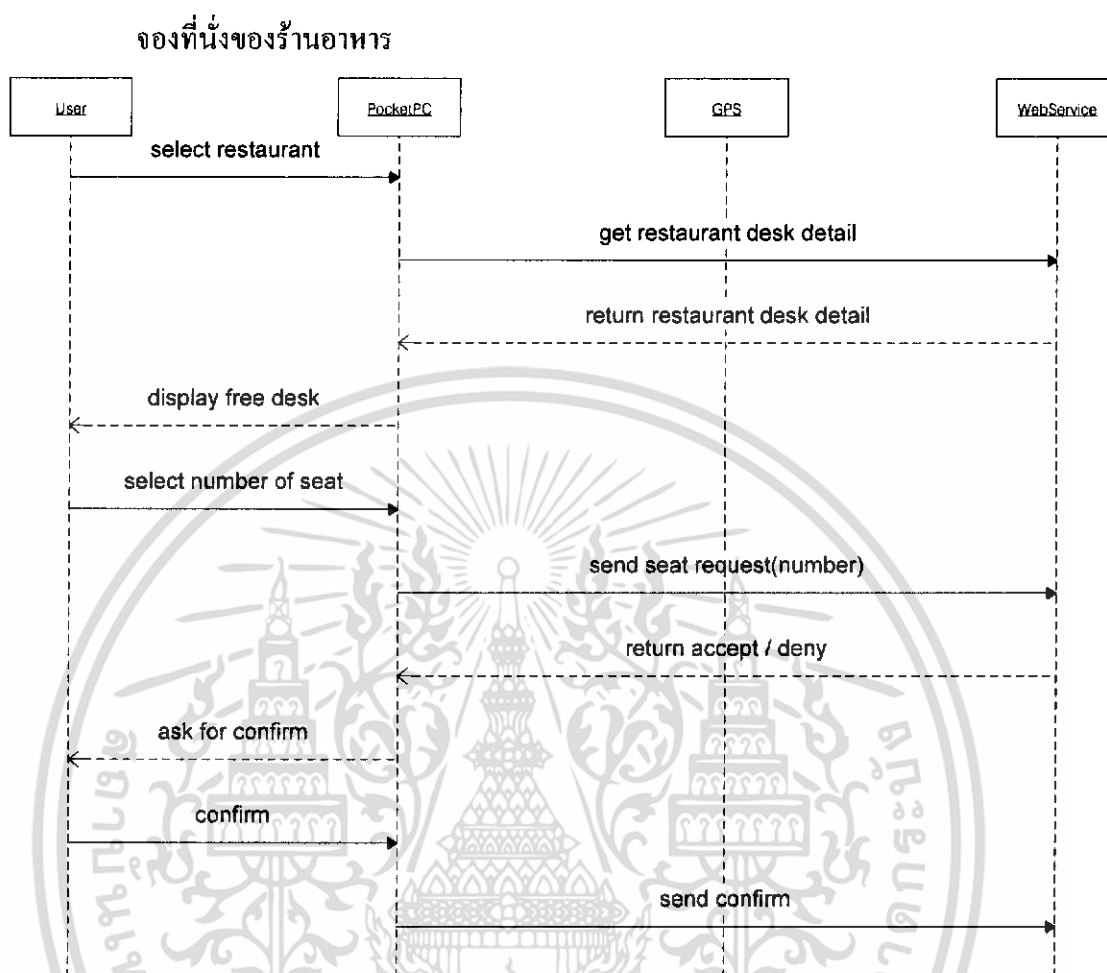 จองที่นั่งของร้านอาหาร
User PocketPC GPS WebService
select restaurant
get restaurant desk detail
return restaurant desk detail
display free desk
select number of seat
send seat request(number)
return accept / deny
ask for confirm
confirm
send confirm